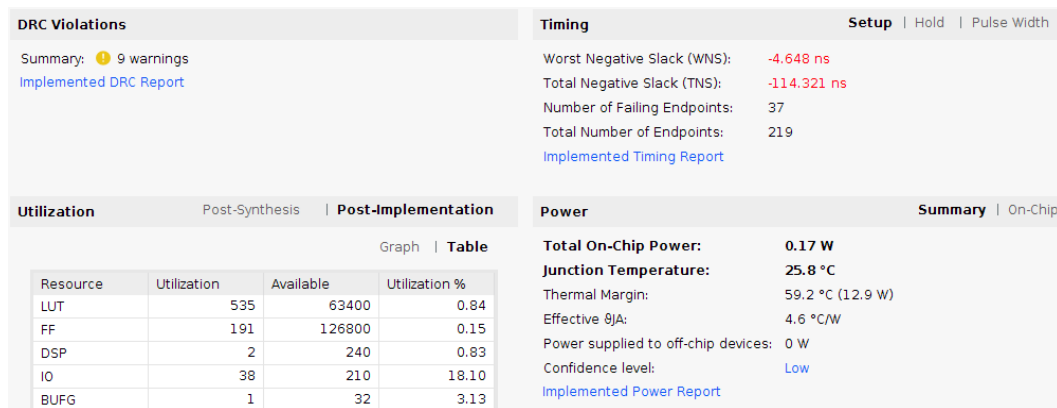 DRC Violations
Summary: 9 warnings
Implemented DRC Report
Timing Setup | Hold | Pulse Width
Worst Negative Slack (WNS): -4.648 ns
Total Negative Slack (TNS): -114.321 ns
Number of Failing Endpoints: 37
Total Number of Endpoints: 219
Implemented Timing Report
Utilization Post-Synthesis | Post-Implementation
Graph | Table
Resource Utilization Available Utilization %
LUT 535 63400 0.84
FF 191 126800 0.15
DSP 2 240 0.83
IO 38 210 18.10
BUFG 1 32 3.13
Power Summary | On-Chip
Total On-Chip Power: 0.17 W
Junction Temperature: 25.8 °C
Thermal Margin: 59.2 °C (12.9 W)
Effective ϑJA: 4.6 °C/W
Power supplied to off-chip devices: 0 W
Confidence level: Low
Implemented Power Report